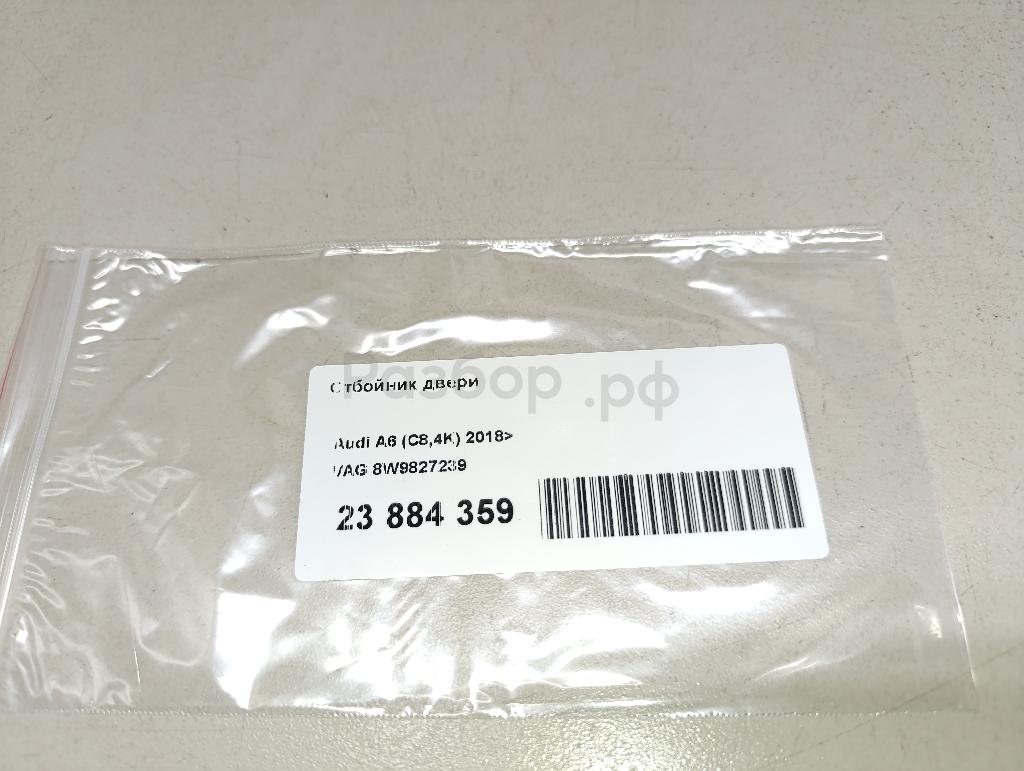 Отбойник двери
Разбор.рф
Audi A6 (C8,4K) 2018>
VAG 8W9827239
23 884 359